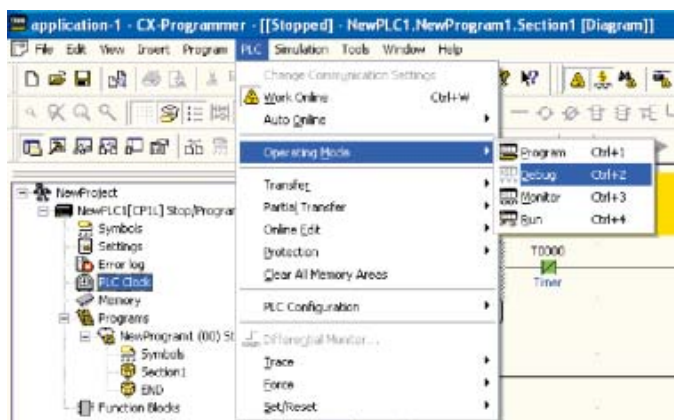 application-1 - CX-Programmer - [[Stopped] - NewPLC1.NewProgram1.Section1 [Diagram]]
File Edit View Insert Program PLC Simulation Tools Window Help
Change Communication Settings
Work Online Ctrl+W
Auto Online
Operating Mode
Transfer
Partial Transfer
Online Edit
Protection
Clear All Memory Areas
PLC Configuration
Differential Monitor...
Trace
Force
Set/Reset
Program Ctrl+1
Debug Ctrl+2
Monitor Ctrl+3
Run Ctrl+4
NewProject
NewPLC1[CP1L] Stop/Program
Symbols
Settings
Error log
PLC Clock
Memory
Programs
NewProgram1 (00) St
Symbols
Section1
END
Function Blocks
T0000
Timer